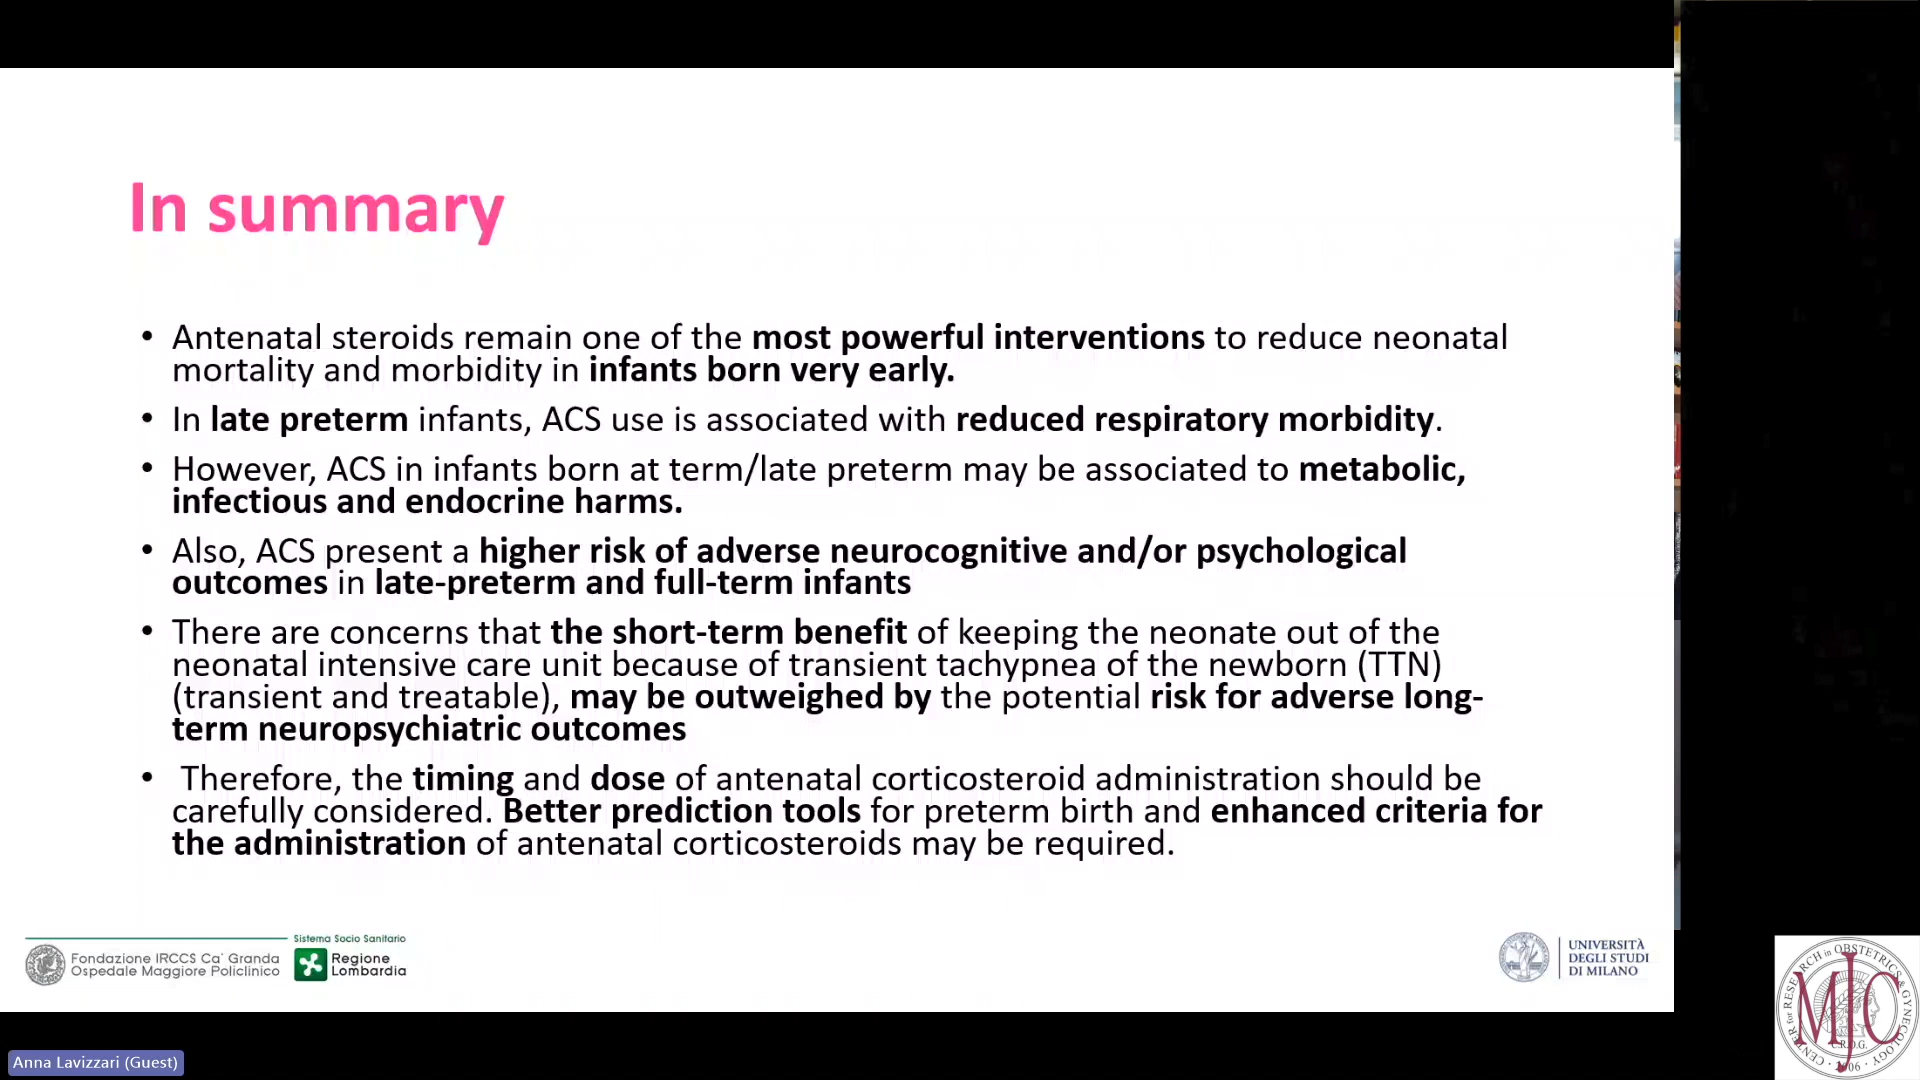 In summary
• Antenatal steroids remain one of the most powerful interventions to reduce neonatal
mortality and morbidity in infants born very early.
• In late preterm infants, ACS use is associated with reduced respiratory morbidity.
• However, ACS in infants born at term/late preterm may be associated to metabolic,
infectious and endocrine harms.
• Also, ACS present a higher risk of adverse neurocognitive and/or psychological
outcomes in late-preterm and full-term infants
• There are concerns that the short-term benefit of keeping the neonate out of the
neonatal intensive care unit because of transient tachypnea of the newborn (TTN)
(transient and treatable), may be outweighed by the potential risk for adverse long-
term neuropsychiatric outcomes
• Therefore, the timing and dose of antenatal corticosteroid administration should be
carefully considered. Better prediction tools for preterm birth and enhanced criteria for
the administration of antenatal corticosteroids may be required.
Fondazione IRCCS Ca' Granda
Ospedale Maggiore Policlinico
Sistema Socio Sanitario
Regione
Lombardia
UNIVERSITÀ
DEGLI STUDI
DI MILANO
CENTER for RESEARCH in OBSTETRICS & GYNECOLOGY
MJC
C.R.O.G.
2006
Anna Lavizzari (Guest)